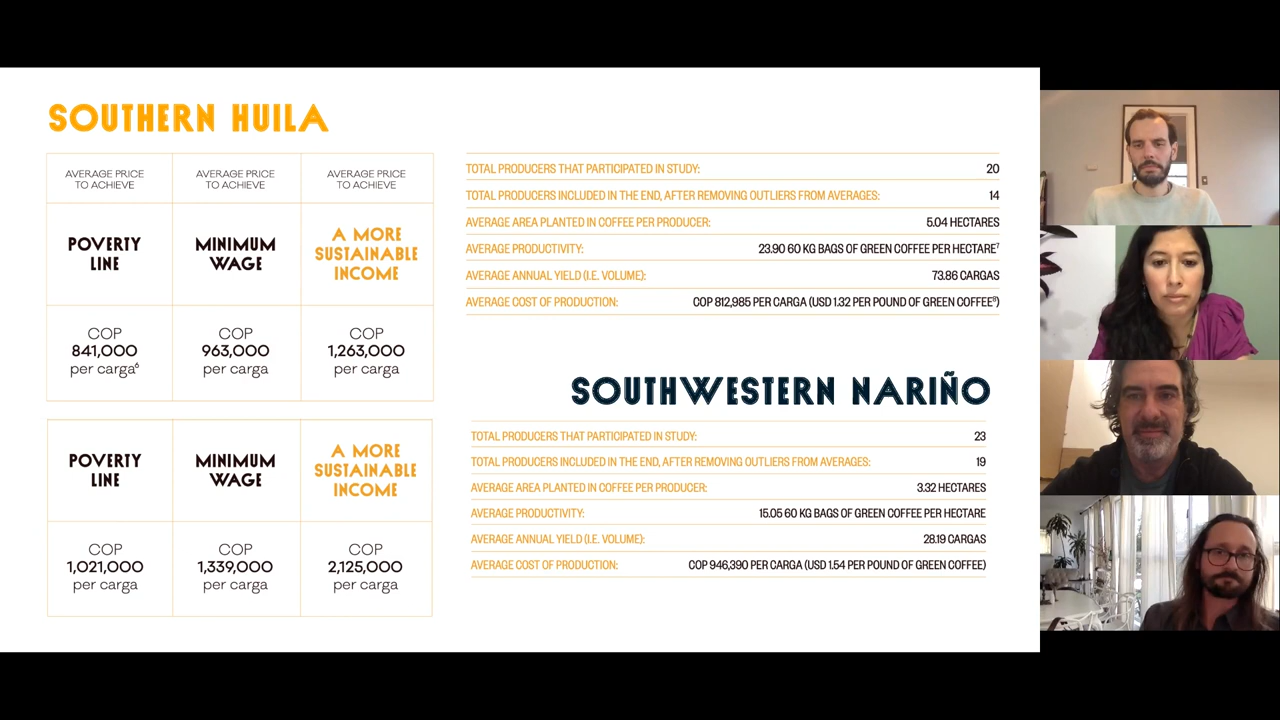 SOUTHERN HUILA
AVERAGE PRICE
TO ACHIEVE
AVERAGE PRICE
TO ACHIEVE
AVERAGE PRICE
TO ACHIEVE
POVERTY
LINE
MINIMUM
WAGE
A MORE
SUSTAINABLE
INCOME
COP
841,000
per carga⁶
COP
963,000
per carga
COP
1,263,000
per carga
TOTAL PRODUCERS THAT PARTICIPATED IN STUDY: 20
TOTAL PRODUCERS INCLUDED IN THE END, AFTER REMOVING OUTLIERS FROM AVERAGES: 14
AVERAGE AREA PLANTED IN COFFEE PER PRODUCER: 5.04 HECTARES
AVERAGE PRODUCTIVITY: 23.90 60 KG BAGS OF GREEN COFFEE PER HECTARE⁷
AVERAGE ANNUAL YIELD (I.E. VOLUME): 73.86 CARGAS
AVERAGE COST OF PRODUCTION: COP 812,985 PER CARGA (USD 1.32 PER POUND OF GREEN COFFEE⁸)
SOUTHWESTERN NARIÑO
POVERTY
LINE
MINIMUM
WAGE
A MORE
SUSTAINABLE
INCOME
COP
1,021,000
per carga
COP
1,339,000
per carga
COP
2,125,000
per carga
TOTAL PRODUCERS THAT PARTICIPATED IN STUDY: 23
TOTAL PRODUCERS INCLUDED IN THE END, AFTER REMOVING OUTLIERS FROM AVERAGES: 19
AVERAGE AREA PLANTED IN COFFEE PER PRODUCER: 3.32 HECTARES
AVERAGE PRODUCTIVITY: 15.05 60 KG BAGS OF GREEN COFFEE PER HECTARE
AVERAGE ANNUAL YIELD (I.E. VOLUME): 28.19 CARGAS
AVERAGE COST OF PRODUCTION: COP 946,390 PER CARGA (USD 1.54 PER POUND OF GREEN COFFEE)